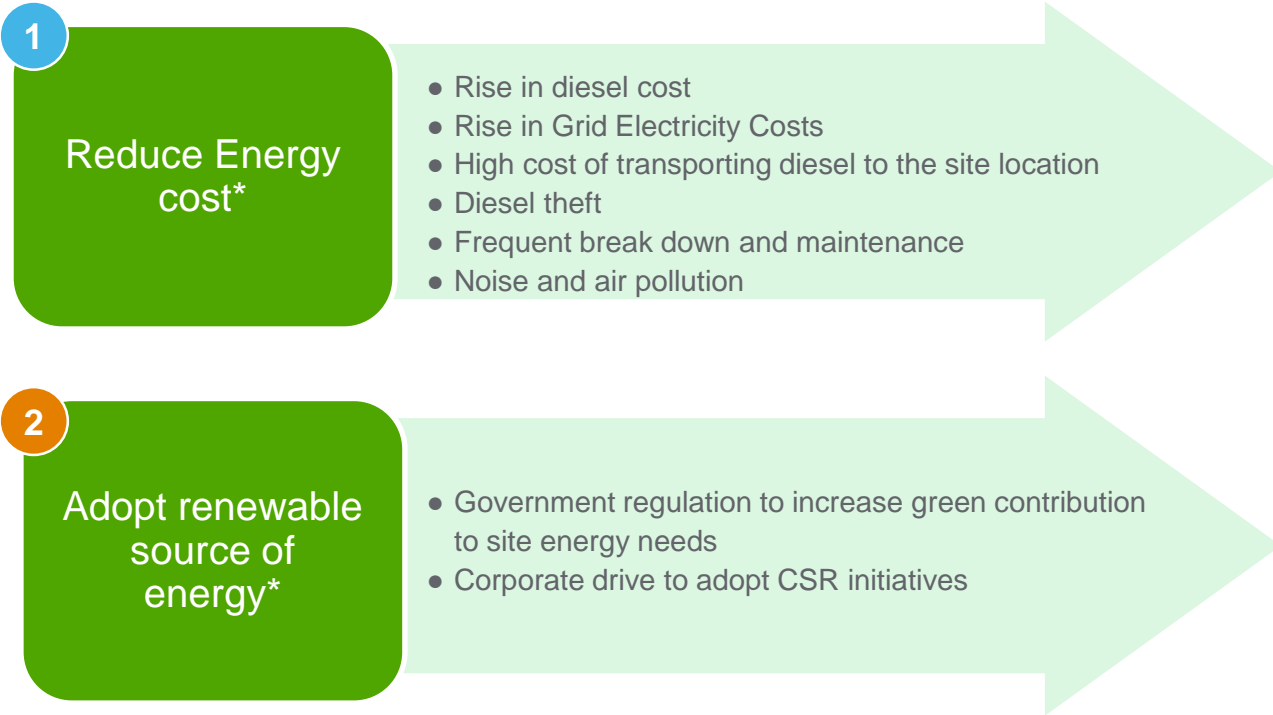 1
Reduce Energy
cost*
● Rise in diesel cost
● Rise in Grid Electricity Costs
● High cost of transporting diesel to the site location
● Diesel theft
● Frequent break down and maintenance
● Noise and air pollution
2
Adopt renewable
source of
energy*
● Government regulation to increase green contribution
to site energy needs
● Corporate drive to adopt CSR initiatives